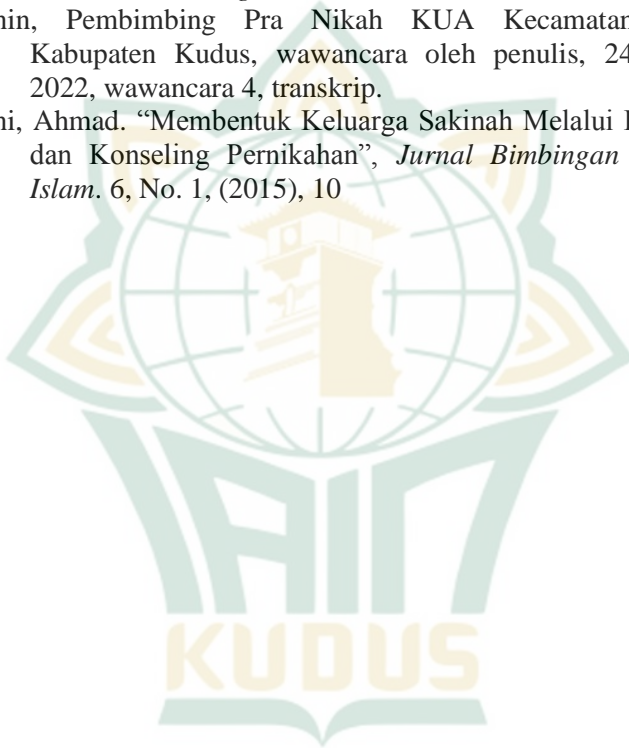 nin, Pembimbing Pra Nikah KUA Kecamatan
Kabupaten Kudus, wawancara oleh penulis, 24
2022, wawancara 4, transkrip.
ni, Ahmad. “Membentuk Keluarga Sakinah Melalui
dan Konseling Pernikahan”, Jurnal Bimbingan
Islam. 6, No. 1, (2015), 10
IAIN
KUDUS